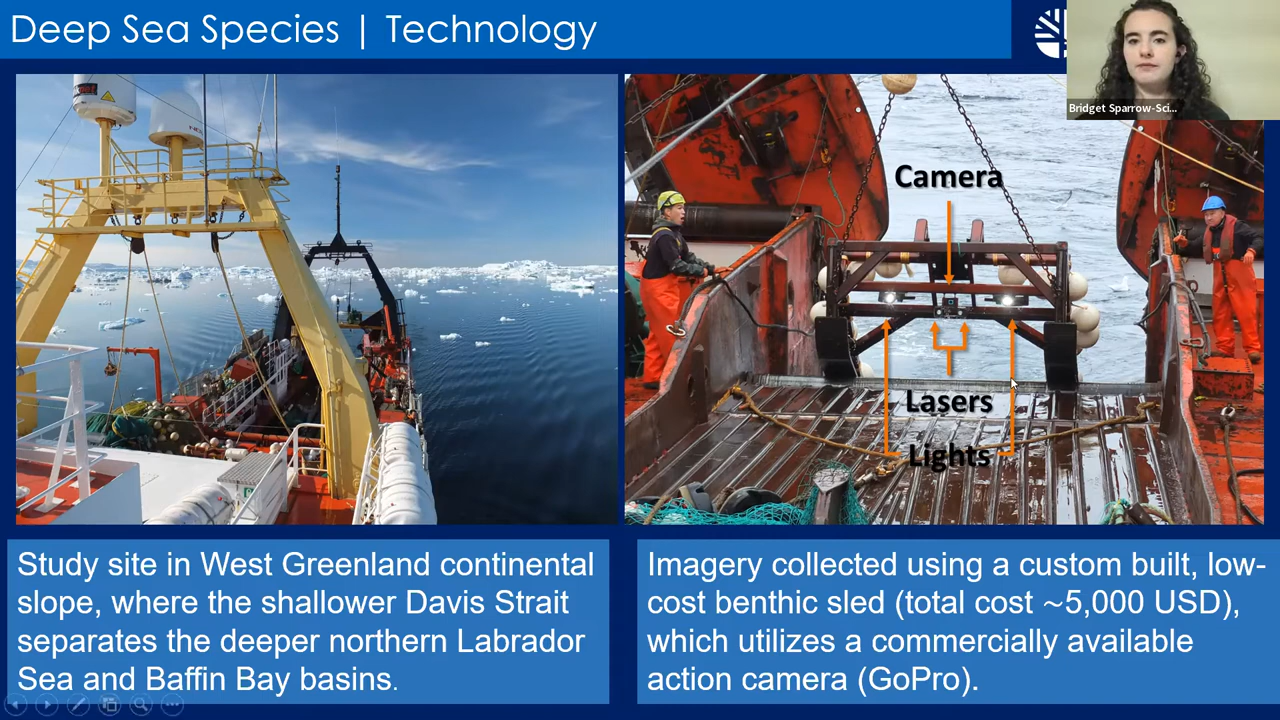 Deep Sea Species | Technology
Bridget Sparrow-Sci...
Camera
Lasers
Lights
Study site in West Greenland continental
slope, where the shallower Davis Strait
separates the deeper northern Labrador
Sea and Baffin Bay basins.
Imagery collected using a custom built, low-
cost benthic sled (total cost ~5,000 USD),
which utilizes a commercially available
action camera (GoPro).